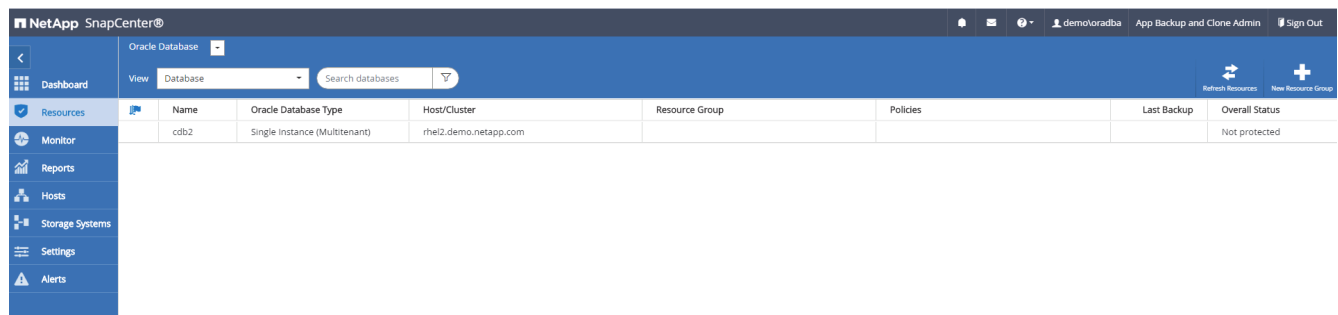 NetApp SnapCenter®
demo\oradba App Backup and Clone Admin Sign Out
Oracle Database
View Database Search databases
Refresh Resources New Resource Group
Dashboard
Resources
Monitor
Reports
Hosts
Storage Systems
Settings
Alerts
Name Oracle Database Type Host/Cluster Resource Group Policies Last Backup Overall Status
cdb2 Single Instance (Multitenant) rhel2.demo.netapp.com Not protected